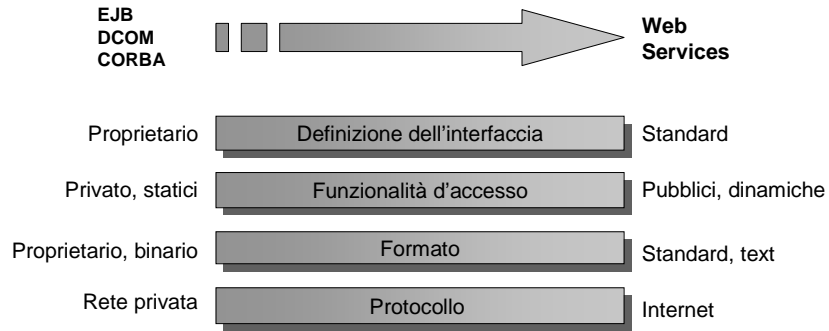 EJB
DCOM
CORBA
Web
Services
Proprietario
Definizione dell'interfaccia
Standard
Privato, statici
Funzionalità d'accesso
Pubblici, dinamiche
Proprietario, binario
Formato
Standard, text
Rete privata
Protocollo
Internet